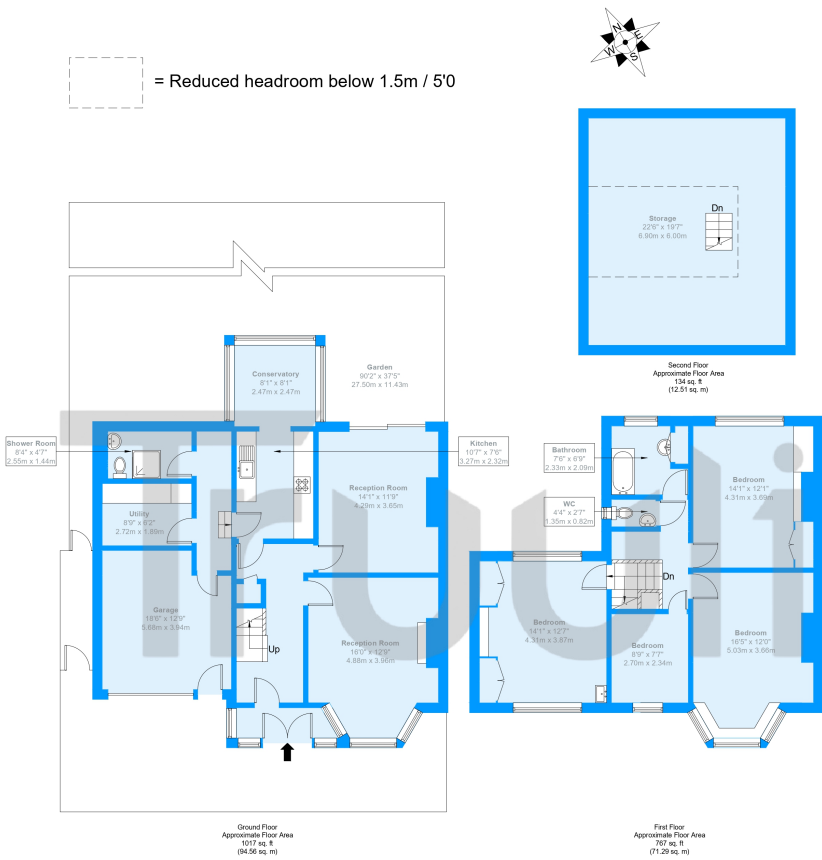 N
E
W
S
= Reduced headroom below 1.5m / 5'0
Dn
Storage
22'6" x 19'7"
6.90m x 6.00m
Second Floor
Approximate Floor Area
134 sq. ft
(12.51 sq. m)
Conservatory
8'1" x 8'1"
2.47m x 2.47m
Garden
90'2" x 37'5"
27.50m x 11.43m
Shower Room
8'4" x 4'7"
2.55m x 1.44m
Kitchen
10'7" x 7'6"
3.27m x 2.32m
Reception Room
14'1" x 11'9"
4.29m x 3.65m
Utility
8'9" x 6'2"
2.72m x 1.89m
Garage
18'6" x 12'9"
5.68m x 3.94m
Up
Reception Room
16'0" x 12'9"
4.88m x 3.96m
Ground Floor
Approximate Floor Area
1017 sq. ft
(94.56 sq. m)
Bathroom
7'6" x 6'9"
2.33m x 2.09m
Bedroom
14'1" x 12'1"
4.31m x 3.69m
WC
4'4" x 2'7"
1.35m x 0.82m
Dn
Bedroom
14'1" x 12'7"
4.31m x 3.87m
Bedroom
8'9" x 7'7"
2.70m x 2.34m
Bedroom
16'5" x 12'0"
5.03m x 3.66m
First Floor
Approximate Floor Area
767 sq. ft
(71.29 sq. m)
Truuli